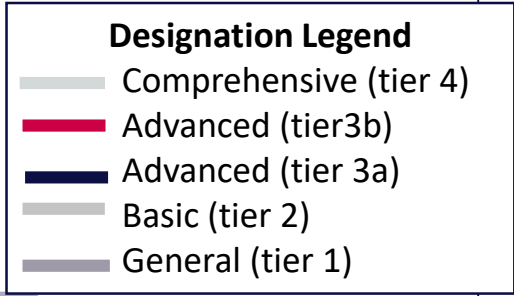 Designation Legend
Comprehensive (tier 4)
Advanced (tier3b)
Advanced (tier 3a)
Basic (tier 2)
General (tier 1)